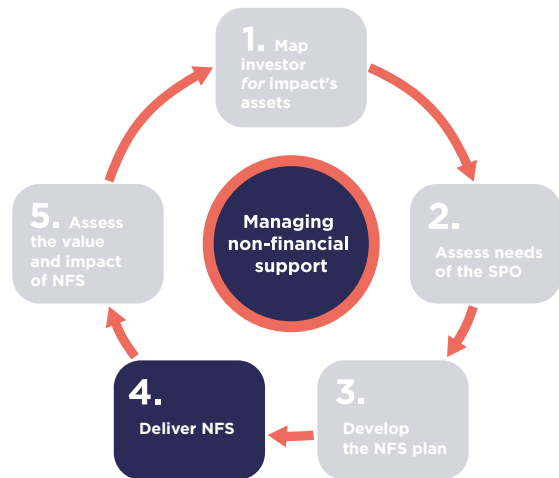 1. Map
investor
for impact's
assets
2.
Assess needs
of the SPO
3.
Develop
the NFS plan
4.
Deliver NFS
5. Assess
the value
and impact
of NFS
Managing
non-financial
support